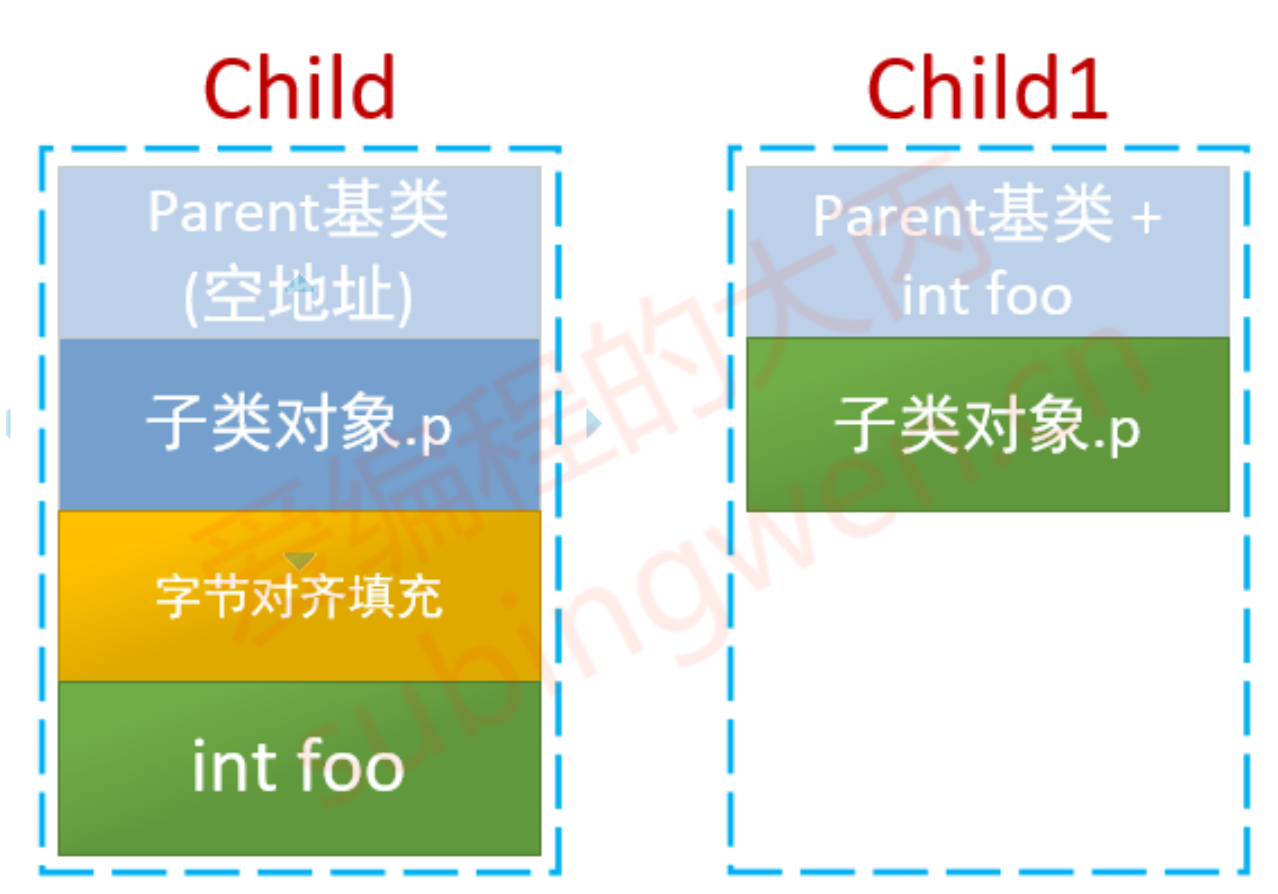 Child
Parent基类
(空地址)
子类对象.p
字节对齐填充
int foo
Child1
Parent基类 +
int foo
子类对象.p
爱编程的大丙
subingwen.cn